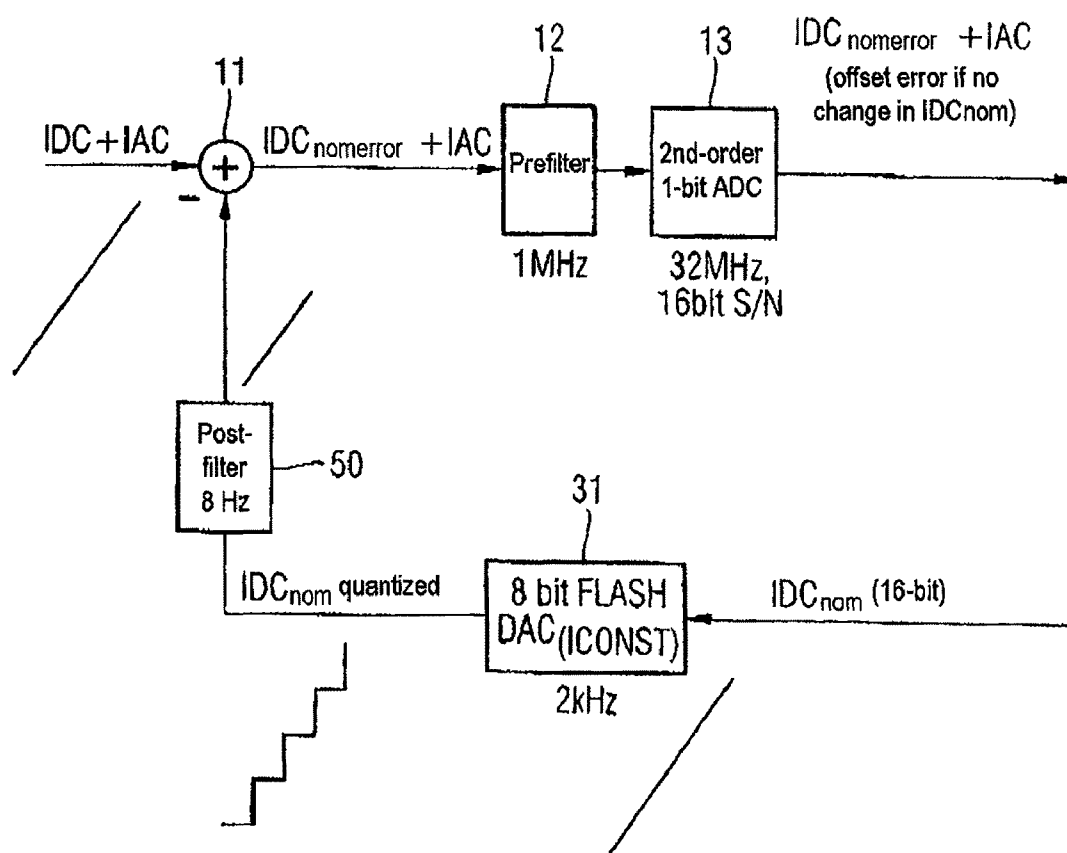 12
13
IDC nomerror +IAC
(offset error if no
change in IDCnom)
11
IDC+IAC
+
−
IDC nomerror +IAC
Prefilter
2nd-order
1-bit ADC
1MHz
32MHz,
16bit S/N
Post-
filter
8 Hz
50
31
IDCnom quantized
8 bit FLASH
DAC(ICONST)
IDCnom (16-bit)
2kHz